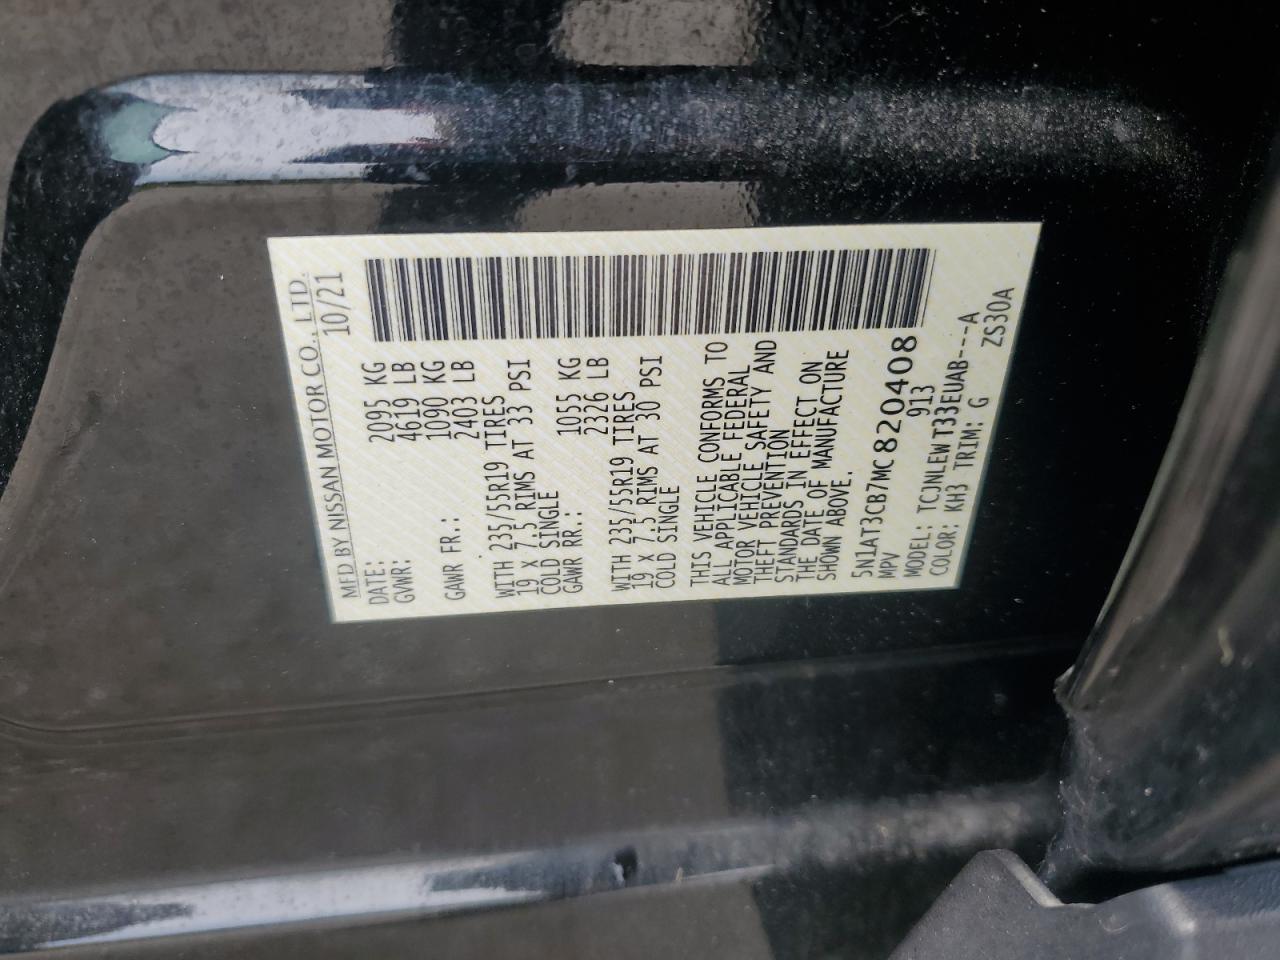 MFD BY NISSAN MOTOR CO., LTD.
DATE: 10/21
GVWR: 2095 KG
4619 LB
GAWR FR.: 1090 KG
2403 LB
WITH 235/55R19 TIRES
19 X 7.5 RIMS AT 33 PSI
COLD SINGLE
GAWR RR.: 1055 KG
2326 LB
WITH 235/55R19 TIRES
19 X 7.5 RIMS AT 30 PSI
COLD SINGLE
THIS VEHICLE CONFORMS TO
ALL APPLICABLE FEDERAL
MOTOR VEHICLE SAFETY AND
THEFT PREVENTION
STANDARDS IN EFFECT ON
THE DATE OF MANUFACTURE
SHOWN ABOVE.
5N1AT3CB7MC820408
MPV 913
MODEL: TCJNLEWT33EUAB---A
COLOR: KH3 TRIM: G ZS30A